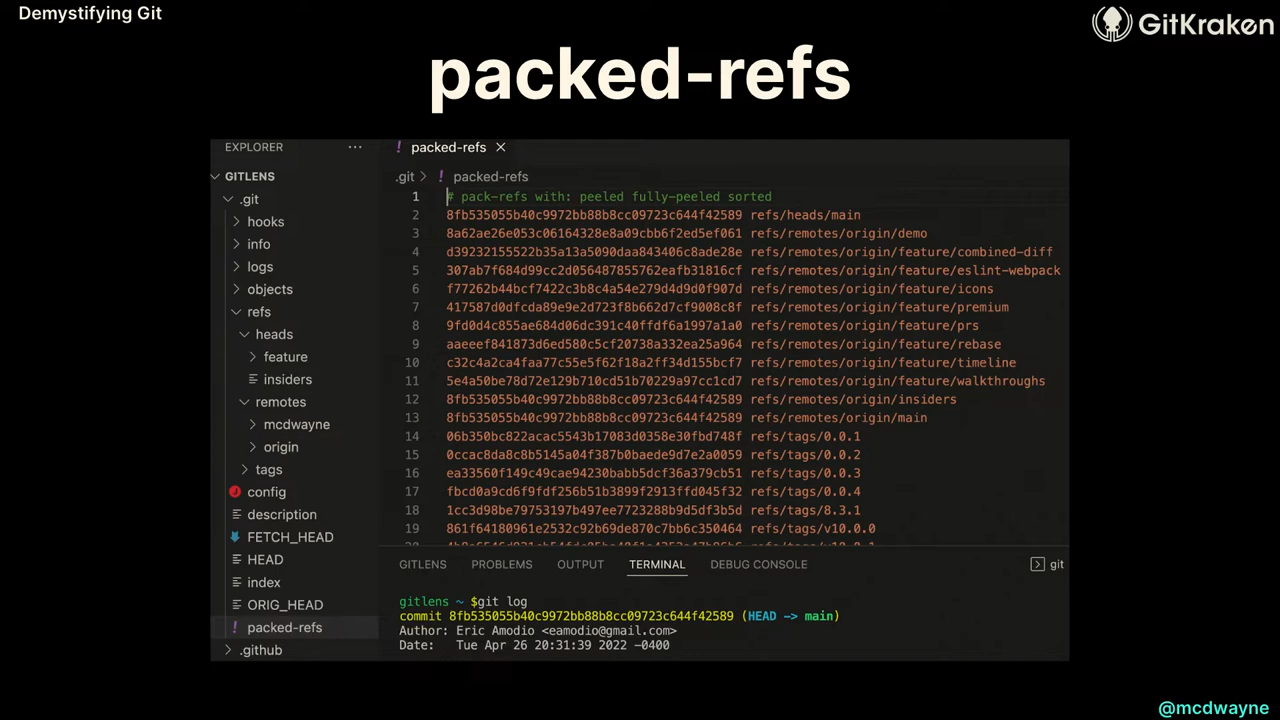 Demystifying Git
GitKraken
packed-refs
EXPLORER ···
GITLENS
.git
hooks
info
logs
objects
refs
heads
feature
insiders
remotes
mcdwayne
origin
tags
config
description
FETCH_HEAD
HEAD
index
ORIG_HEAD
packed-refs
.github
! packed-refs ×
.git > ! packed-refs
1 # pack-refs with: peeled fully-peeled sorted
2 8fb535055b40c9972bb88b8cc09723c644f42589 refs/heads/main
3 8a62ae26e053c06164328e8a09cbb6f2ed5ef061 refs/remotes/origin/demo
4 d39232155522b35a13a5090daa843406c8ade28e refs/remotes/origin/feature/combined-diff
5 307ab7f684d99cc2d056487855762eafb31816cf refs/remotes/origin/feature/eslint-webpack
6 f77262b44bcf7422c3b8c4a54e279d4d9d0f907d refs/remotes/origin/feature/icons
7 417587d0dfcda89e9e2d723f8b662d7cf9008c8f refs/remotes/origin/feature/premium
8 9fd0d4c855ae684d06dc391c40ffdf6a1997a1a0 refs/remotes/origin/feature/prs
9 aaeeef841873d6ed580c5cf20738a332ea25a964 refs/remotes/origin/feature/rebase
10 c32c4a2ca4faa77c55e5f62f18a2ff34d155bcf7 refs/remotes/origin/feature/timeline
11 5e4a50be78d72e129b710cd51b70229a97cc1cd7 refs/remotes/origin/feature/walkthroughs
12 8fb535055b40c9972bb88b8cc09723c644f42589 refs/remotes/origin/insiders
13 8fb535055b40c9972bb88b8cc09723c644f42589 refs/remotes/origin/main
14 06b350bc822acac5543b17083d0358e30fbd748f refs/tags/0.0.1
15 0ccac8da8c8b5145a04f387b0baede9d7e2a0059 refs/tags/0.0.2
16 ea33560f149c49cae94230babb5dcf36a379cb51 refs/tags/0.0.3
17 fbcd0a9cd6f9fdf256b51b3899f2913ffd045f32 refs/tags/0.0.4
18 1cc3d98be79753197b497ee7723288b9d5df3b5d refs/tags/8.3.1
19 861f64180961e2532c92b69de870c7bb6c350464 refs/tags/v10.0.0
GITLENS PROBLEMS OUTPUT TERMINAL DEBUG CONSOLE git
gitlens ~ $git log
commit 8fb535055b40c9972bb88b8cc09723c644f42589 (HEAD -> main)
Author: Eric Amodio <eamodio@gmail.com>
Date: Tue Apr 26 20:31:39 2022 -0400
@mcdwayne